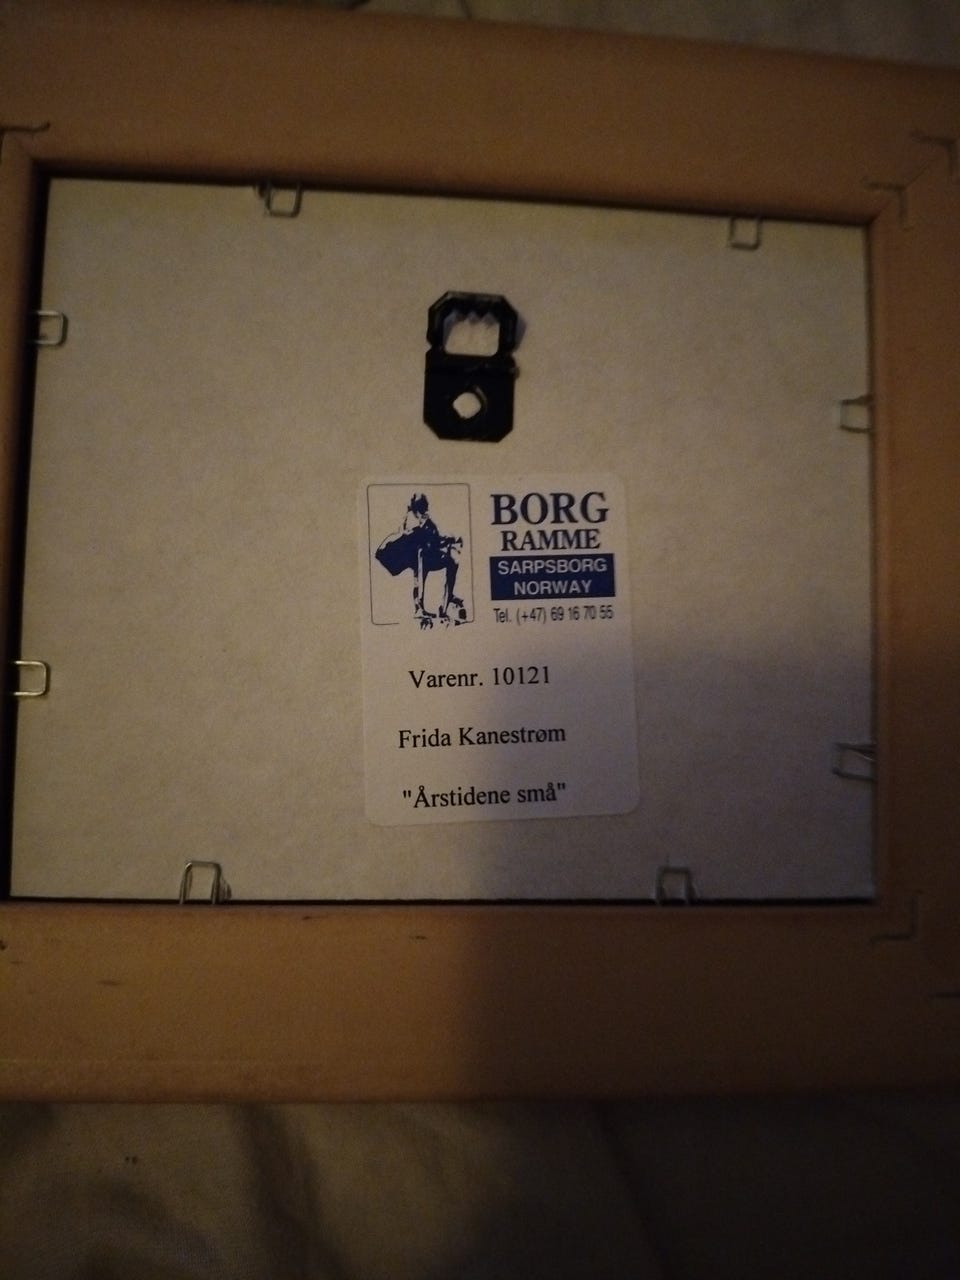 BORG
RAMME
SARPSBORG
NORWAY
Tel. (+47) 69 16 70 55
Varenr. 10121
Frida Kanestrøm
"Årstidene små"